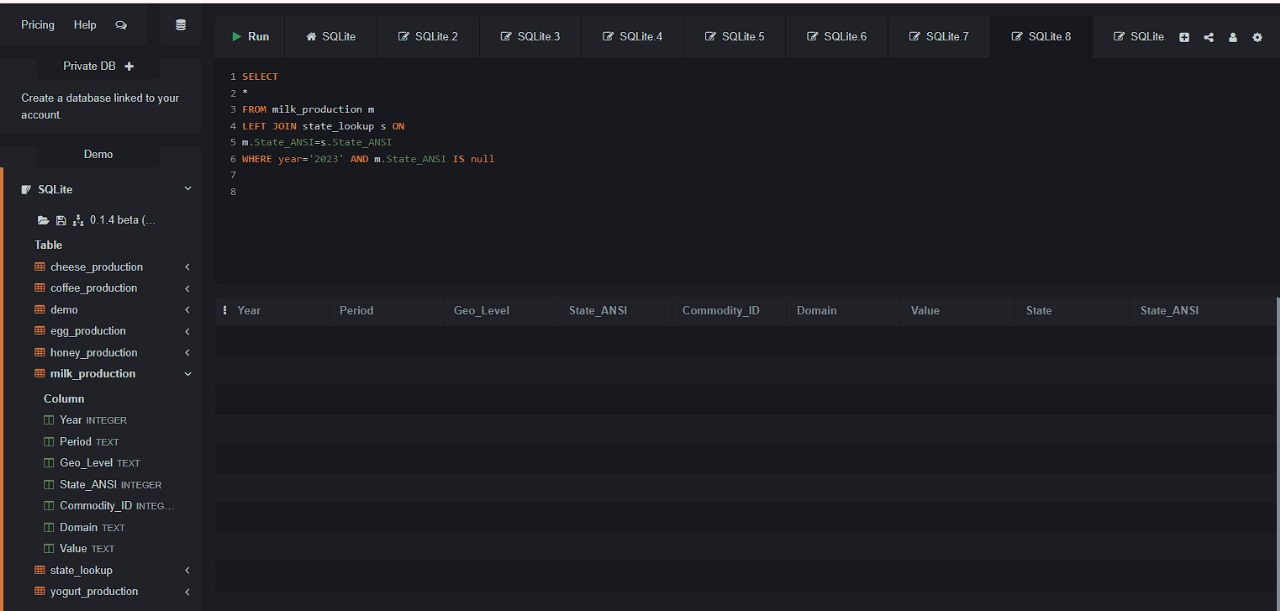 Pricing Help
Run SQLite SQLite.2 SQLite.3 SQLite.4 SQLite.5 SQLite.6 SQLite.7 SQLite.8 SQLite.
Private DB +
Create a database linked to your
account.
Demo
SQLite
0.1.4 beta (...
Table
cheese_production
coffee_production
demo
egg_production
honey_production
milk_production
Column
Year INTEGER
Period TEXT
Geo_Level TEXT
State_ANSI INTEGER
Commodity_ID INTEG...
Domain TEXT
Value TEXT
state_lookup
yogurt_production
1 SELECT
2 *
3 FROM milk_production m
4 LEFT JOIN state_lookup s ON
5 m.State_ANSI=s.State_ANSI
6 WHERE year='2023' AND m.State_ANSI IS null
7
8
Year Period Geo_Level State_ANSI Commodity_ID Domain Value State State_ANSI